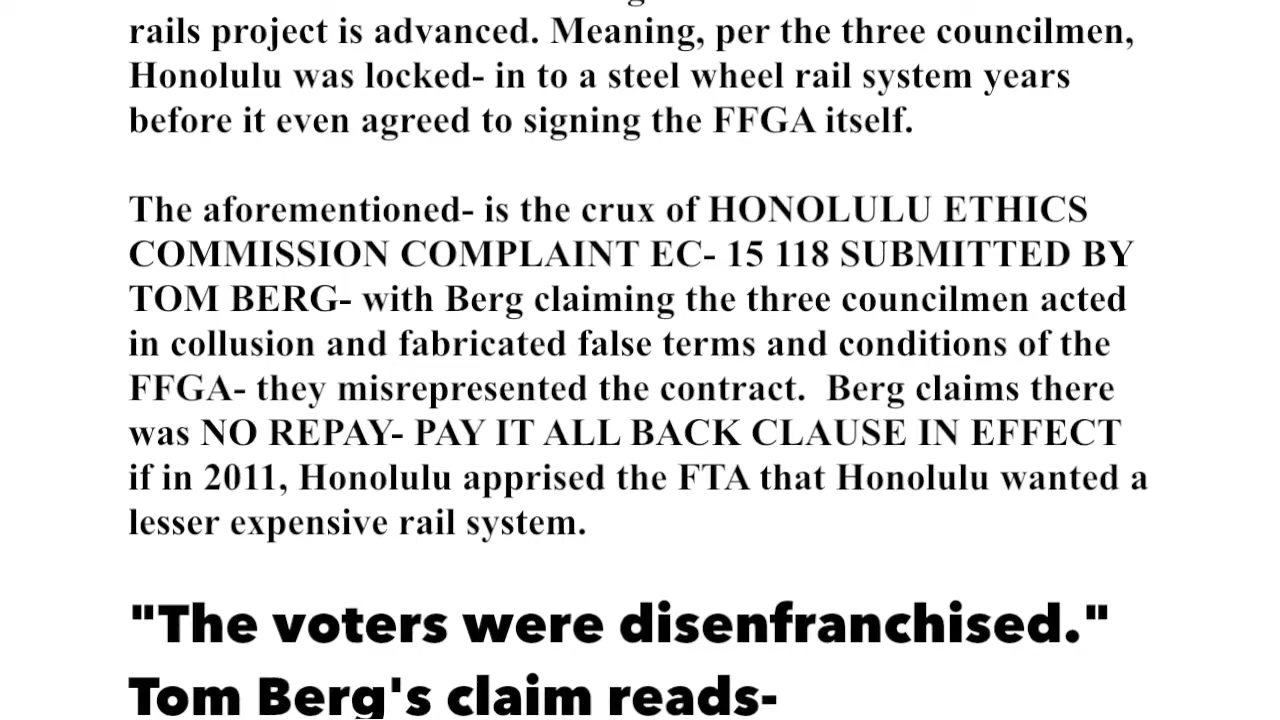 rails project is advanced. Meaning, per the three councilmen,
Honolulu was locked- in to a steel wheel rail system years
before it even agreed to signing the FFGA itself.
The aforementioned- is the crux of HONOLULU ETHICS
COMMISSION COMPLAINT EC- 15 118 SUBMITTED BY
TOM BERG- with Berg claiming the three councilmen acted
in collusion and fabricated false terms and conditions of the
FFGA- they misrepresented the contract.  Berg claims there
was NO REPAY- PAY IT ALL BACK CLAUSE IN EFFECT
if in 2011, Honolulu apprised the FTA that Honolulu wanted a
lesser expensive rail system.
"The voters were disenfranchised."
Tom Berg's claim reads-